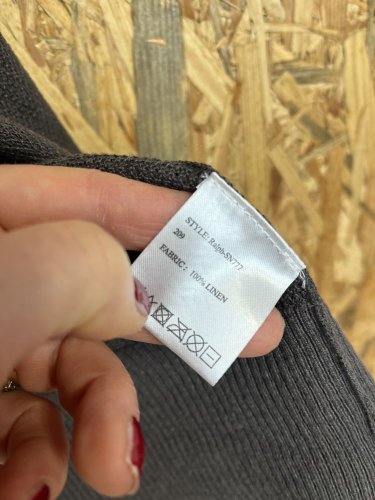 STYLE: Ralph-SN777
209
FABRIC: 100% LINEN